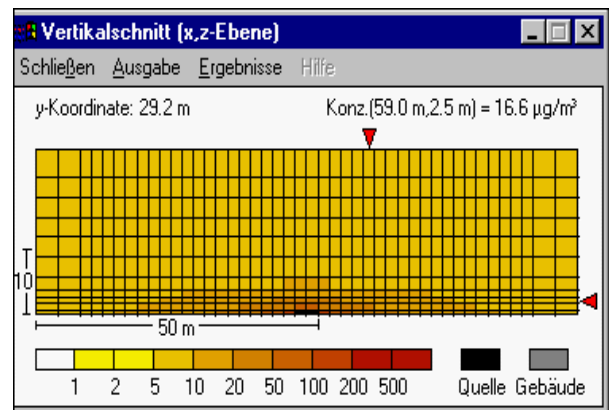 Vertikalschnitt (x,z-Ebene)
Schließen Ausgabe Ergebnisse Hilfe
y-Koordinate: 29.2 m Konz.(59.0 m,2.5 m) = 16.6 µg/m³
10
50 m
1 2 5 10 20 50 100 200 500 Quelle Gebäude